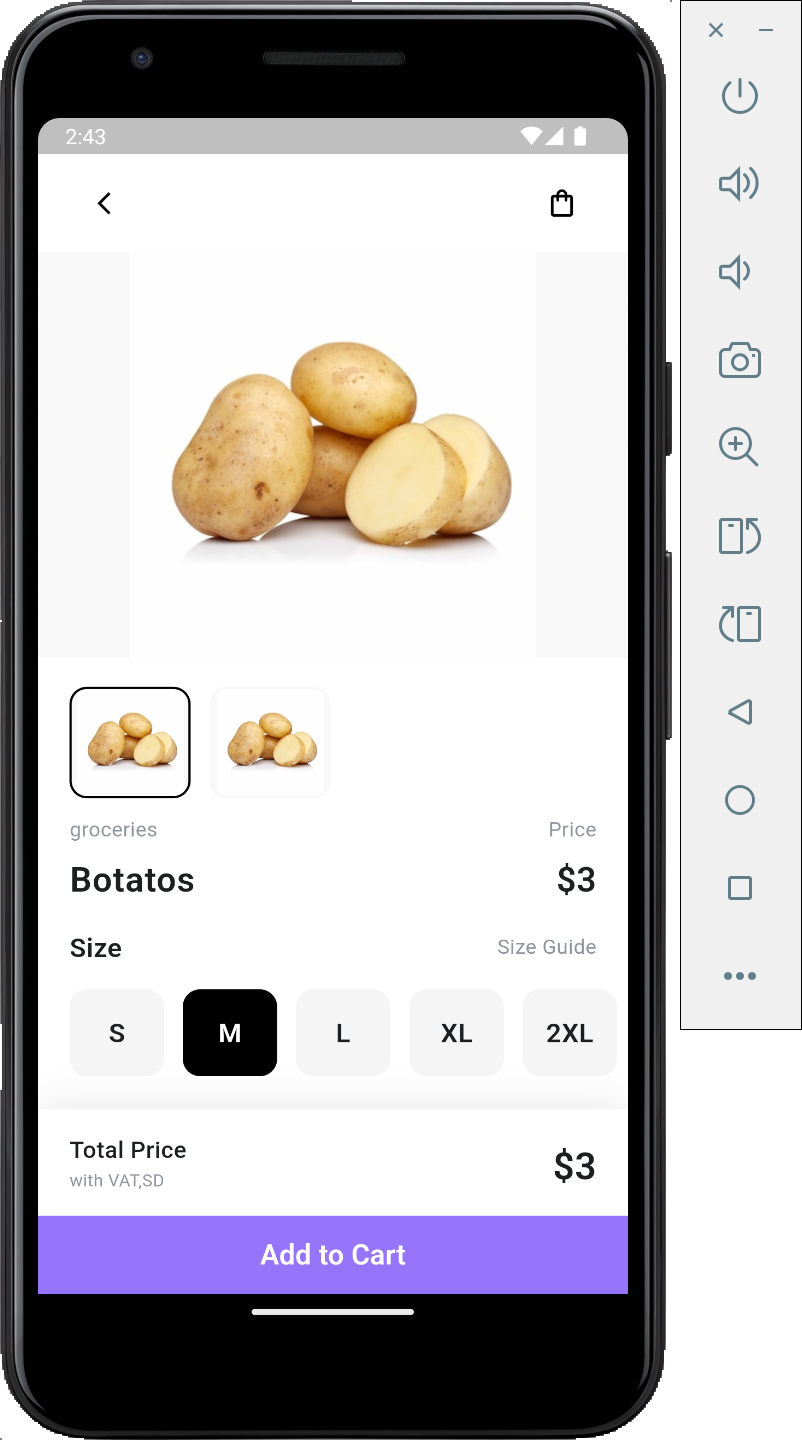 2:43
groceries Price
Botatos $3
Size Size Guide
S M L XL 2XL
Total Price $3
with VAT,SD
Add to Cart